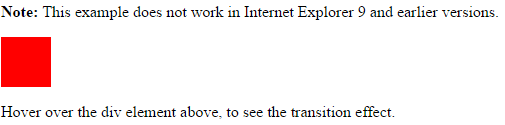 Note: This example does not work in Internet Explorer 9 and earlier versions.
Hover over the div element above, to see the transition effect.